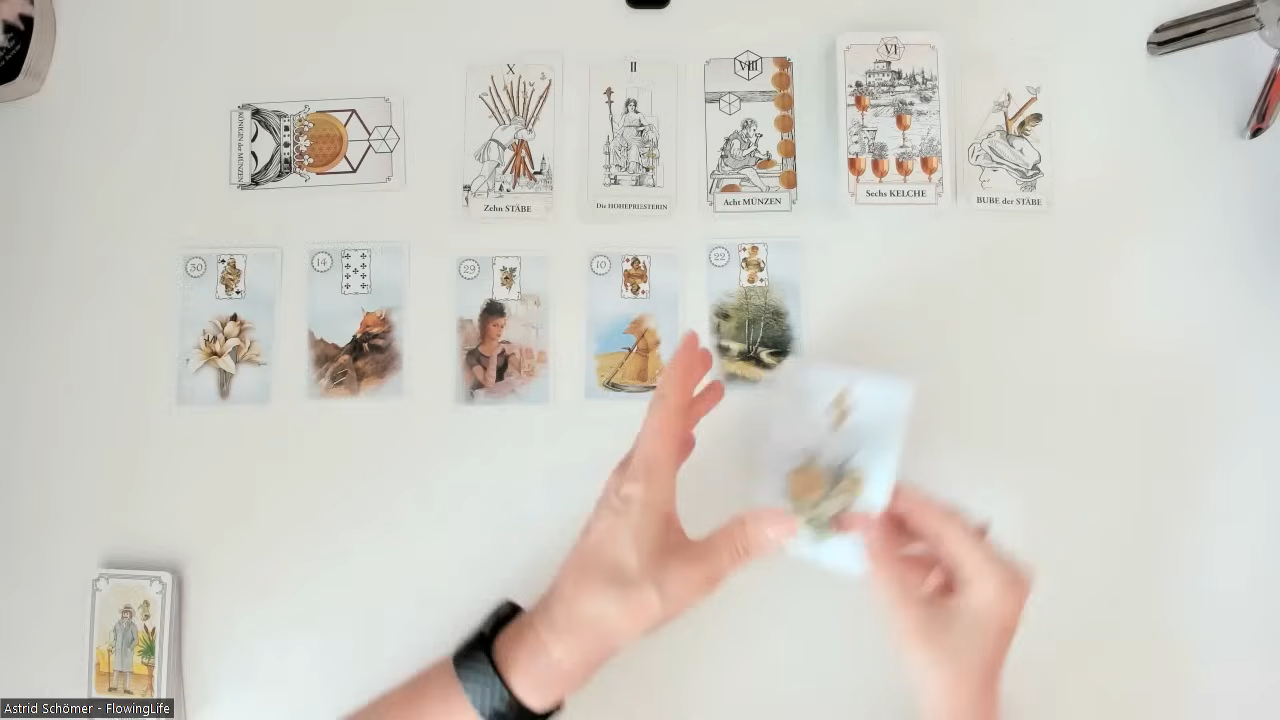 KÖNIGIN der MÜNZEN
X
Zehn STÄBE
II
Die HOHEPRIESTERIN
VIII
Acht MÜNZEN
VI
Sechs KELCHE
BUBE der STÄBE
30
14
29
10
22
Astrid Schömer - FlowingLife